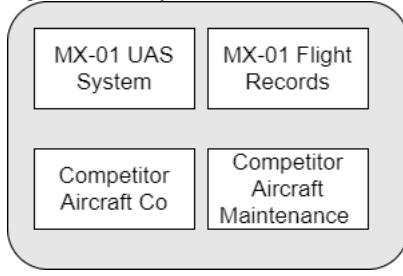 MX-01 UAS
System
MX-01 Flight
Records
Competitor
Aircraft Co
Competitor
Aircraft
Maintenance